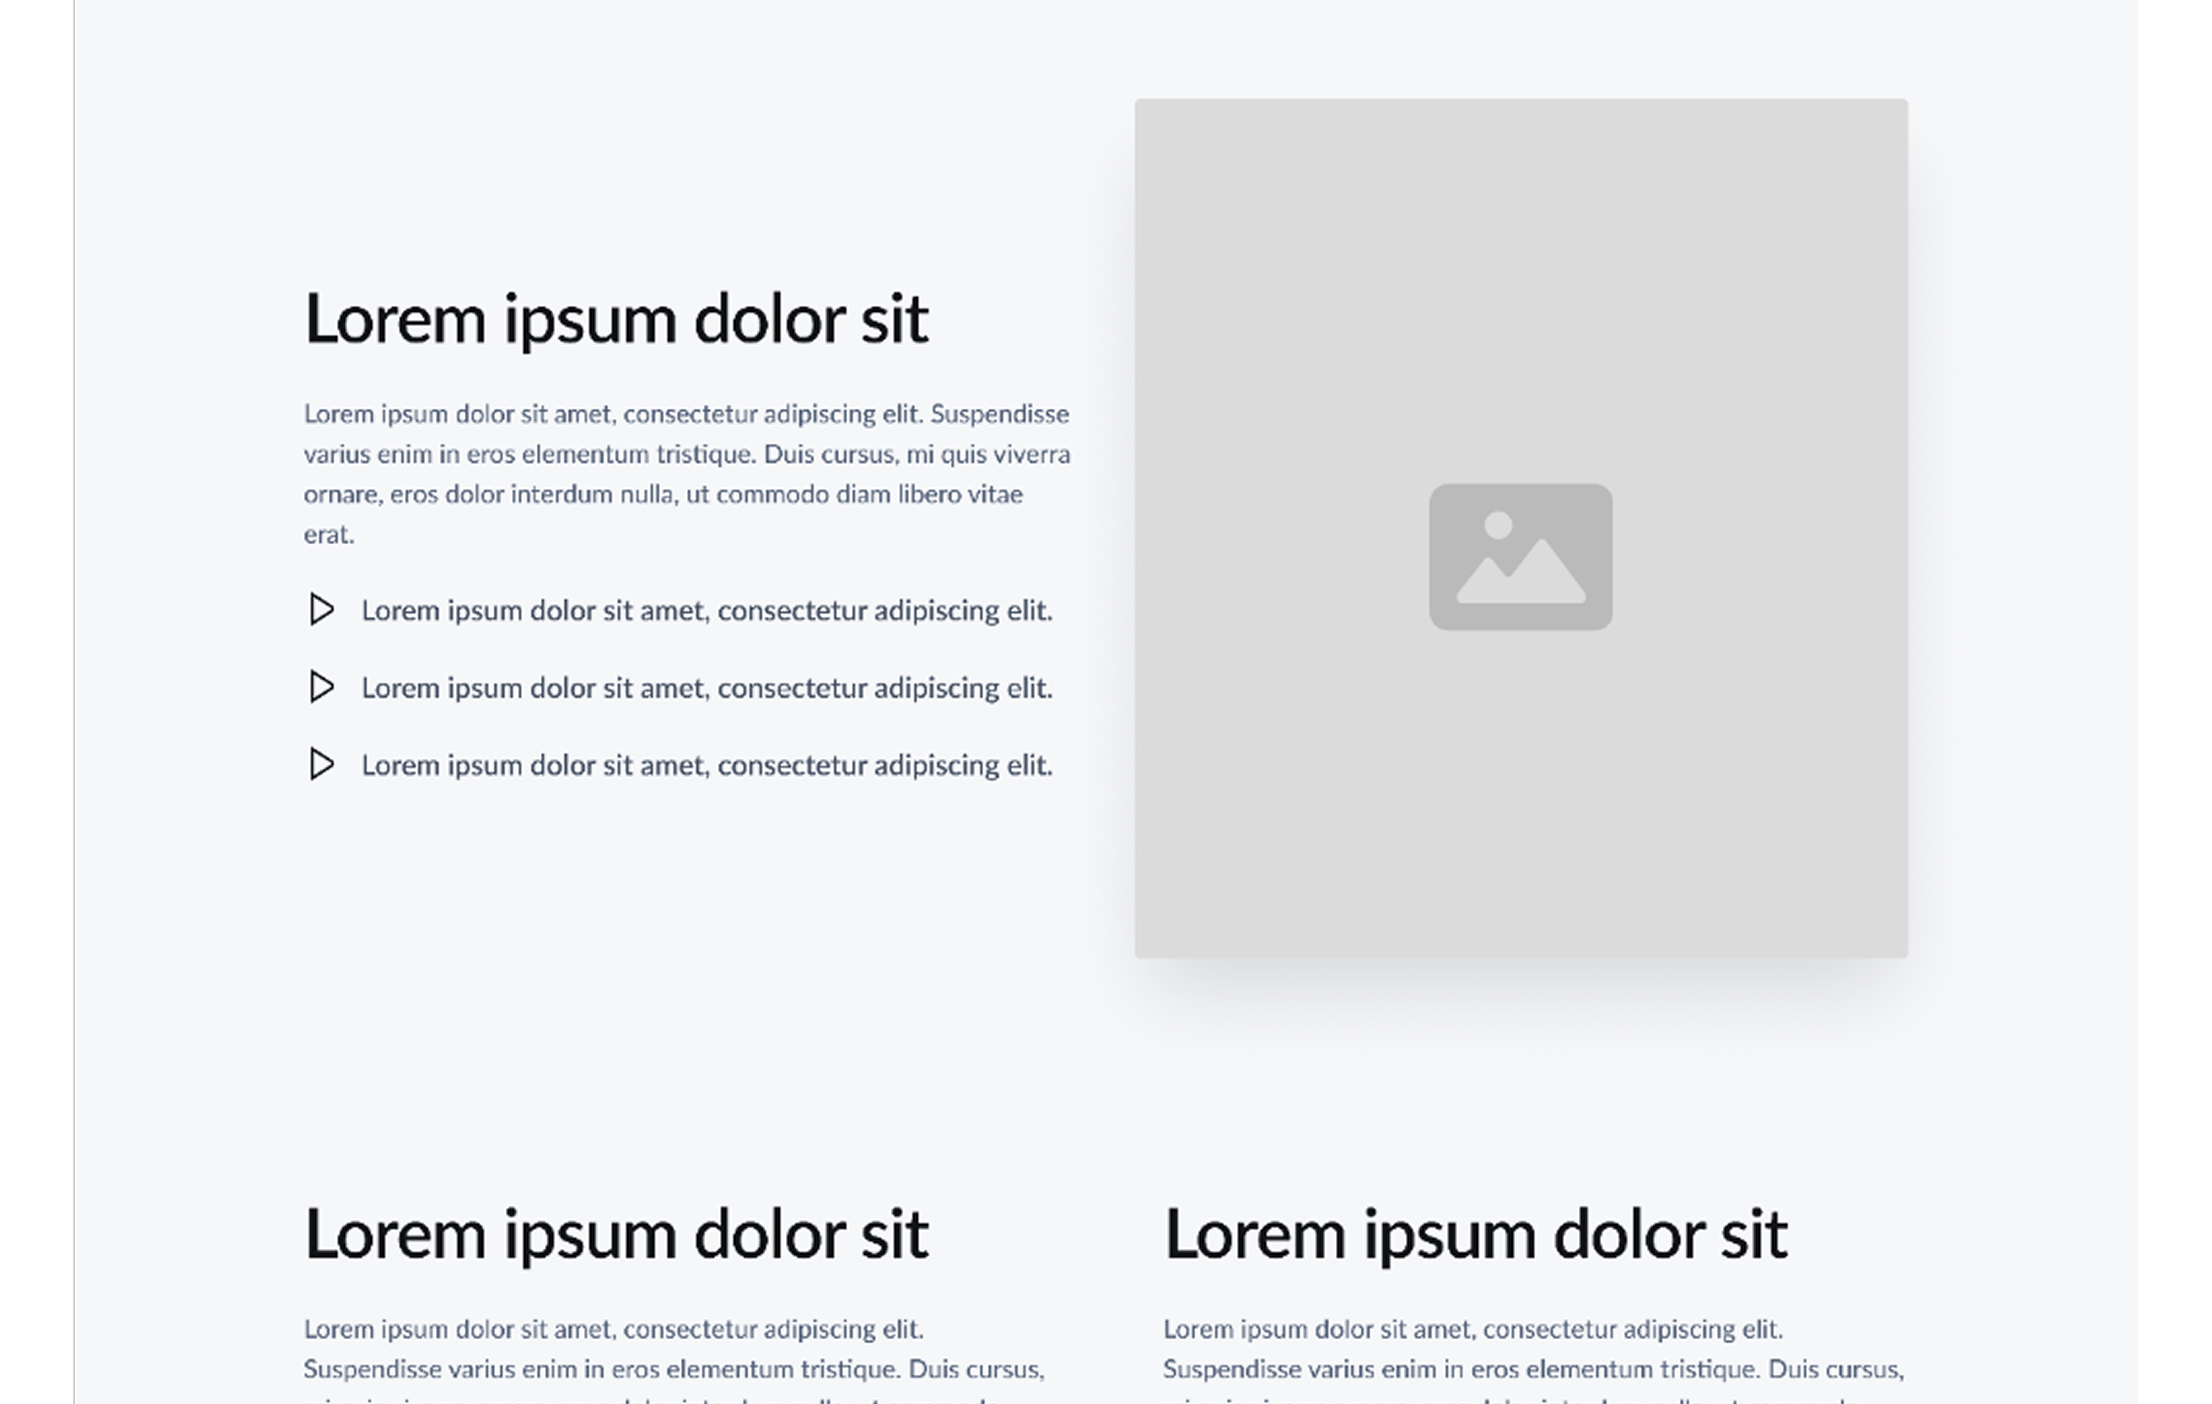 Lorem ipsum dolor sit
Lorem ipsum dolor sit amet, consectetur adipiscing elit. Suspendisse
varius enim in eros elementum tristique. Duis cursus, mi quis viverra
ornare, eros dolor interdum nulla, ut commodo diam libero vitae
erat.
Lorem ipsum dolor sit amet, consectetur adipiscing elit.
Lorem ipsum dolor sit amet, consectetur adipiscing elit.
Lorem ipsum dolor sit amet, consectetur adipiscing elit.
Lorem ipsum dolor sit
Lorem ipsum dolor sit amet, consectetur adipiscing elit.
Suspendisse varius enim in eros elementum tristique. Duis cursus,
Lorem ipsum dolor sit
Lorem ipsum dolor sit amet, consectetur adipiscing elit.
Suspendisse varius enim in eros elementum tristique. Duis cursus,